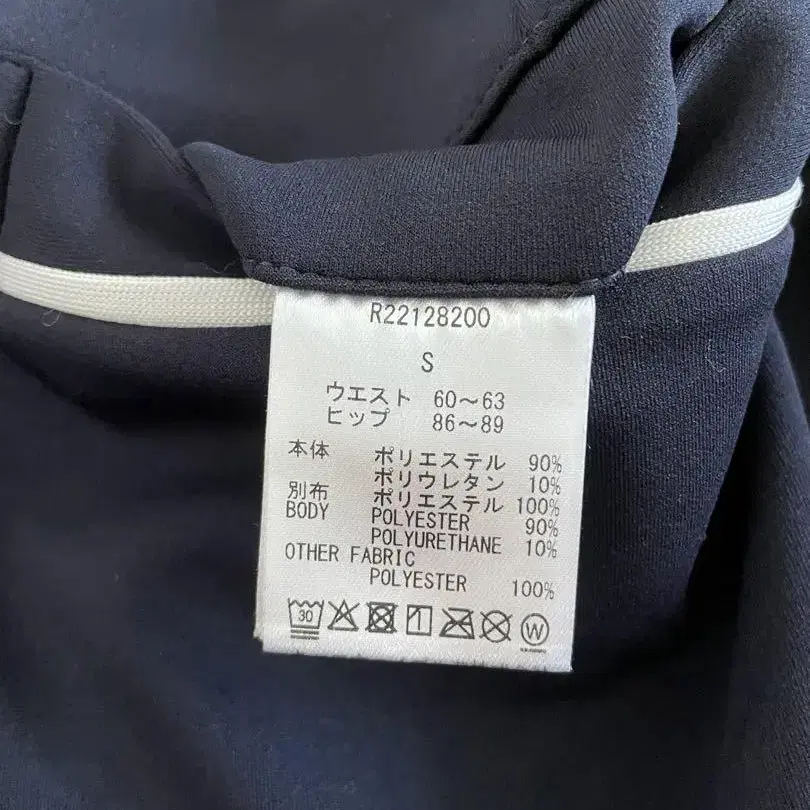 R22128200
S
ウエスト 60～63
ヒップ 86～89
本体 ポリエステル 90%
ポリウレタン 10%
別布 ポリエステル 100%
BODY POLYESTER 90%
POLYURETHANE 10%
OTHER FABRIC
POLYESTER 100%
30 W